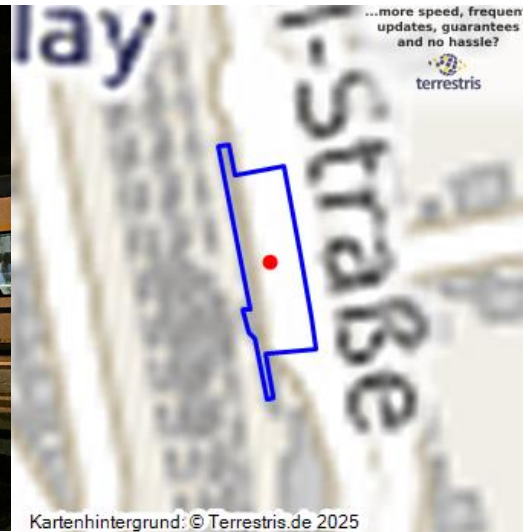 lay
...more speed, frequen
updates, guarantees
and no hassle?
terrestris
-Straße
Kartenhintergrund: © Terrestris.de 2025